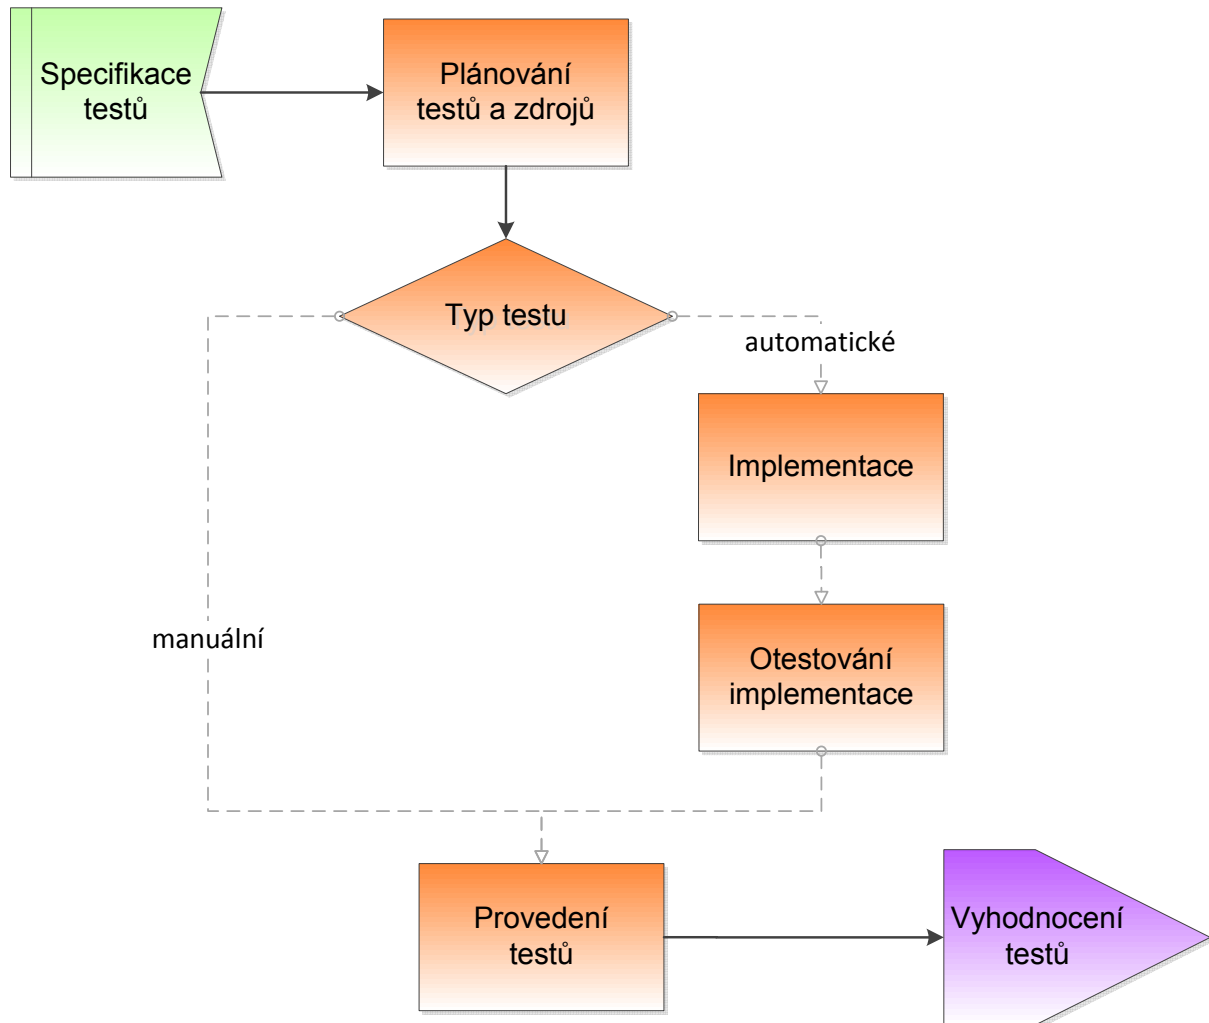 Specifikace
testů
Plánování
testů a zdrojů
Typ testu
automatické
Implementace
manuální
Otestování
implementace
Provedení
testů
Vyhodnocení
testů